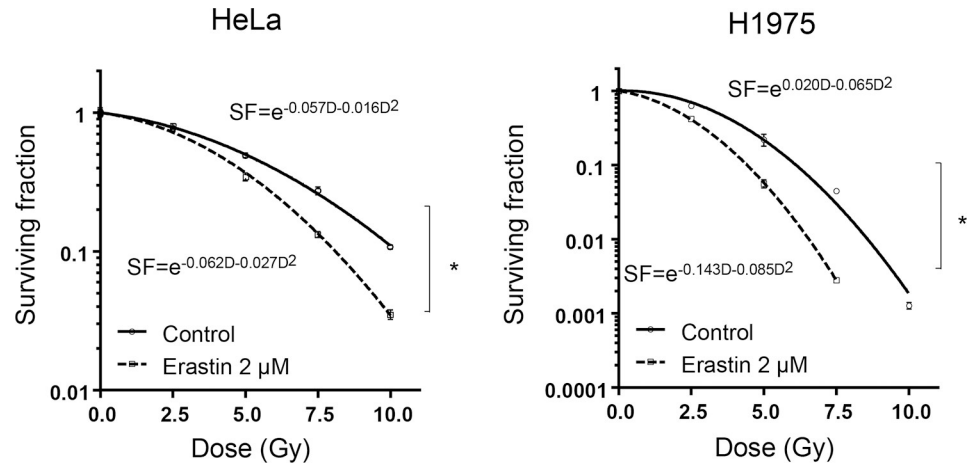 HeLa
SF=e-0.057D-0.016D2
SF=e-0.062D-0.027D2
*
Control
Erastin 2 µM
Surviving fraction
1
0.1
0.01
0.0
2.5
5.0
7.5
10.0
Dose (Gy)
H1975
SF=e0.020D-0.065D2
SF=e-0.143D-0.085D2
*
Control
Erastin 2 µM
Surviving fraction
1
0.1
0.01
0.001
0.0001
0.0
2.5
5.0
7.5
10.0
Dose (Gy)